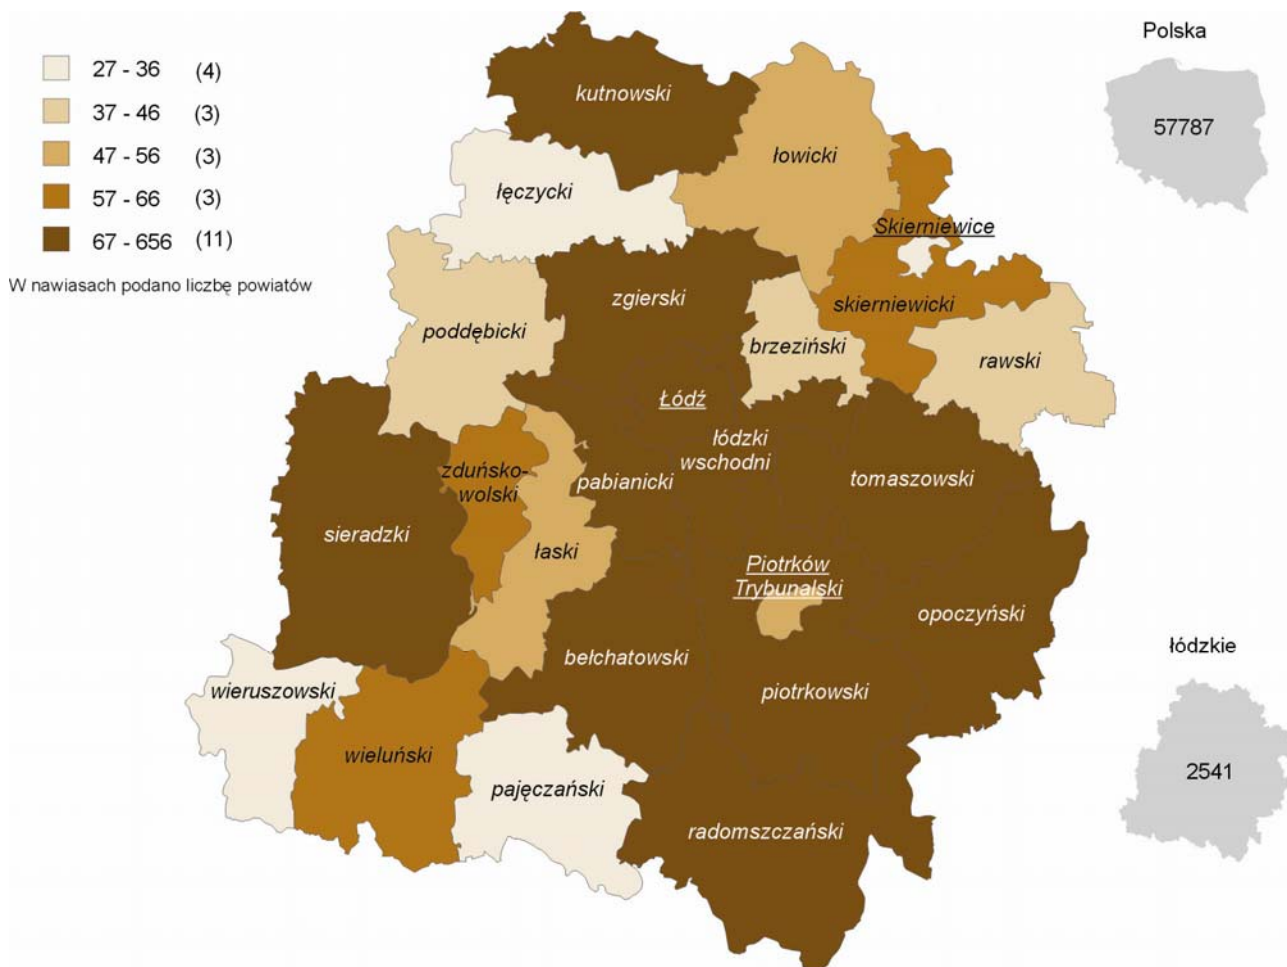 27 - 36 (4)
37 - 46 (3)
47 - 56 (3)
57 - 66 (3)
67 - 656 (11)
W nawiasach podano liczbę powiatów
Polska
57787
kutnowski
łowicki
łęczycki
Skierniewice
zgierski
skierniewicki
poddębicki
brzeziński
rawski
Łódź
łódzki
wschodni
zduńsko-
wolski
pabianicki
tomaszowski
sieradzki
łaski
Piotrków
Trybunalski
opoczyński
bełchatowski
piotrkowski
wieruszowski
wieluński
pajęczański
radomszczański
łódzkie
2541